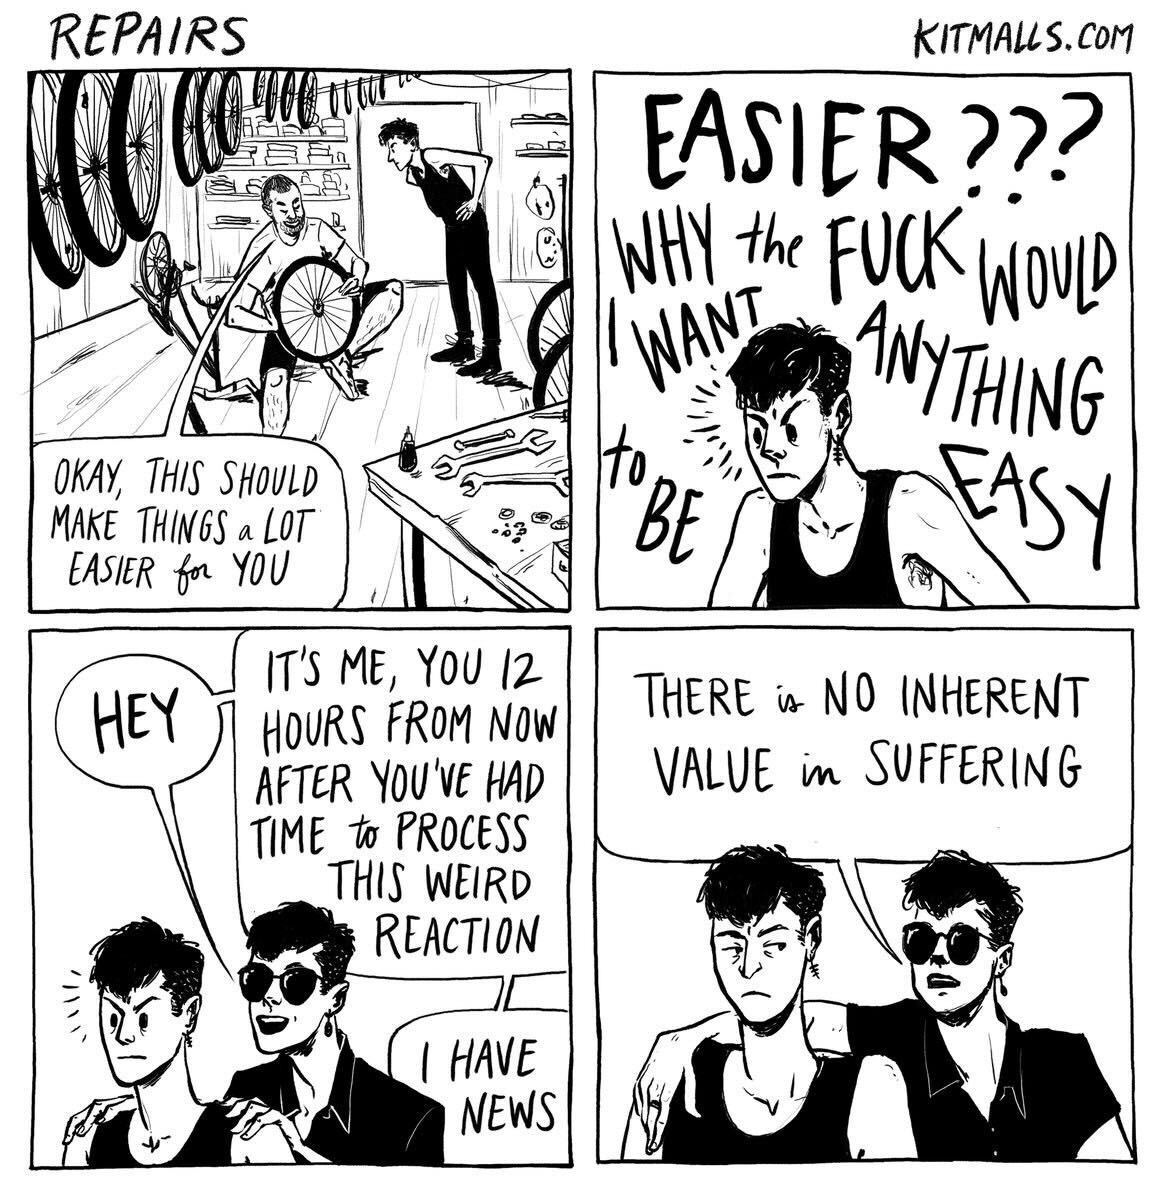 REPAIRS
KITMALLS.COM
OKAY, THIS SHOULD
MAKE THINGS a LOT
EASIER for YOU
EASIER???
WHY the FUCK WOULD
I WANT ANYTHING
to BE EASY
HEY
IT'S ME, YOU 12
HOURS FROM NOW
AFTER YOU'VE HAD
TIME to PROCESS
THIS WEIRD
REACTION
I HAVE
NEWS
THERE is NO INHERENT
VALUE in SUFFERING